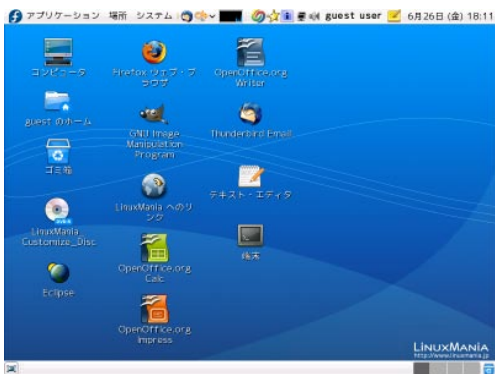 アプリケーション 場所 システム guest user 6月26日 (金) 18:11
コンピュータ
Firefox ウェブ・ブ
ラウザ
OpenOffice.org
Writer
guest のホーム
GNU Image
Manipulation
Program
Thunderbird Email
ゴミ箱
LinuxMania へのリ
ンク
テキスト・エディタ
LinuxMania_
Customize_Disc
OpenOffice.org
Calc
端末
Eclipse
OpenOffice.org
Impress
LINUXMANIA
http://www.linuxmania.jp